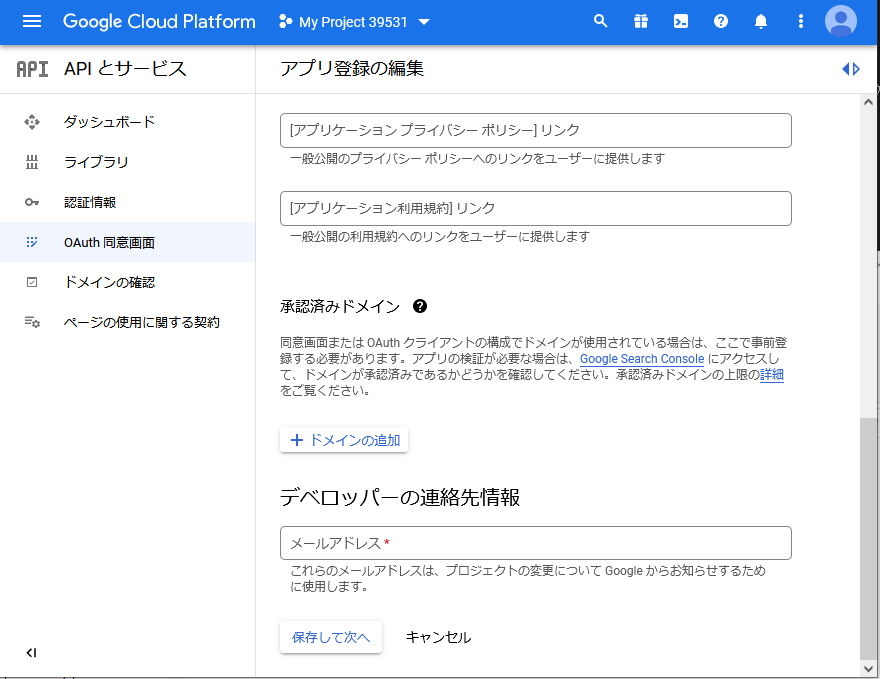 Google Cloud Platform
My Project 39531
API
API とサービス
アプリ登録の編集
ダッシュボード
ライブラリ
認証情報
OAuth 同意画面
ドメインの確認
ページの使用に関する契約
[アプリケーション プライバシー ポリシー] リンク
一般公開のプライバシー ポリシーへのリンクをユーザーに提供します
[アプリケーション利用規約] リンク
一般公開の利用規約へのリンクをユーザーに提供します
承認済みドメイン
同意画面または OAuth クライアントの構成でドメインが使用されている場合は、ここで事前登
録する必要があります。アプリの検証が必要な場合は、Google Search Console にアクセスし
て、ドメインが承認済みであるかどうかを確認してください。承認済みドメインの上限の詳細
をご覧ください。
+ ドメインの追加
デベロッパーの連絡先情報
メールアドレス *
これらのメールアドレスは、プロジェクトの変更について Google からお知らせするため
に使用します。
保存して次へ
キャンセル